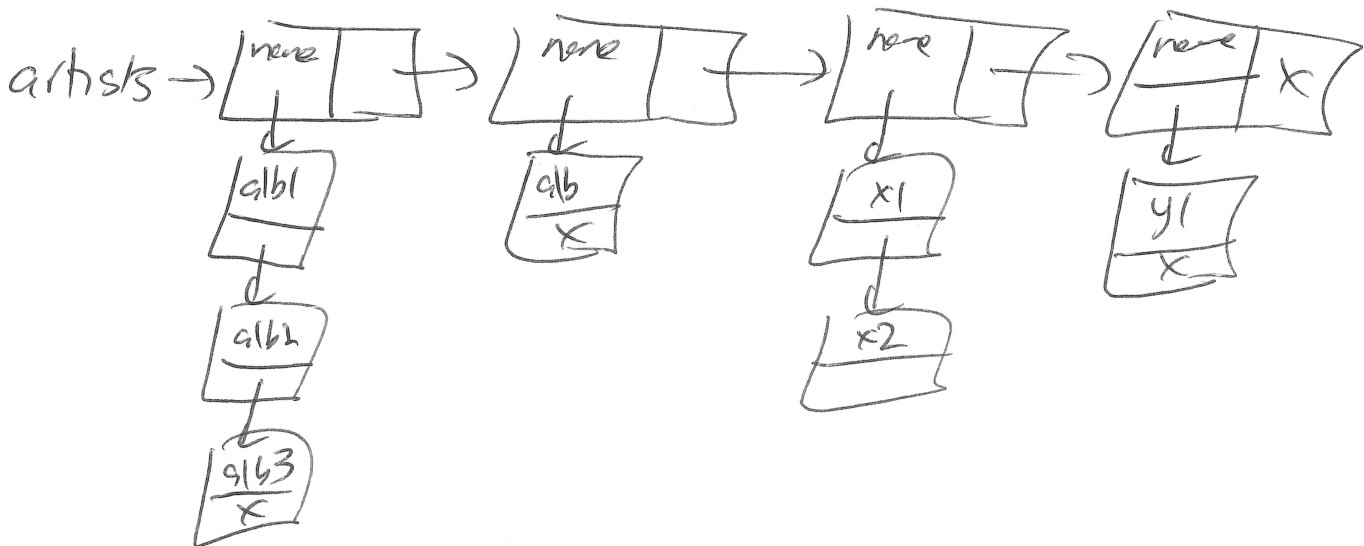 artists → name name name name X
alb1 alb x1 y1
X X
alb2 x2
alb3
X